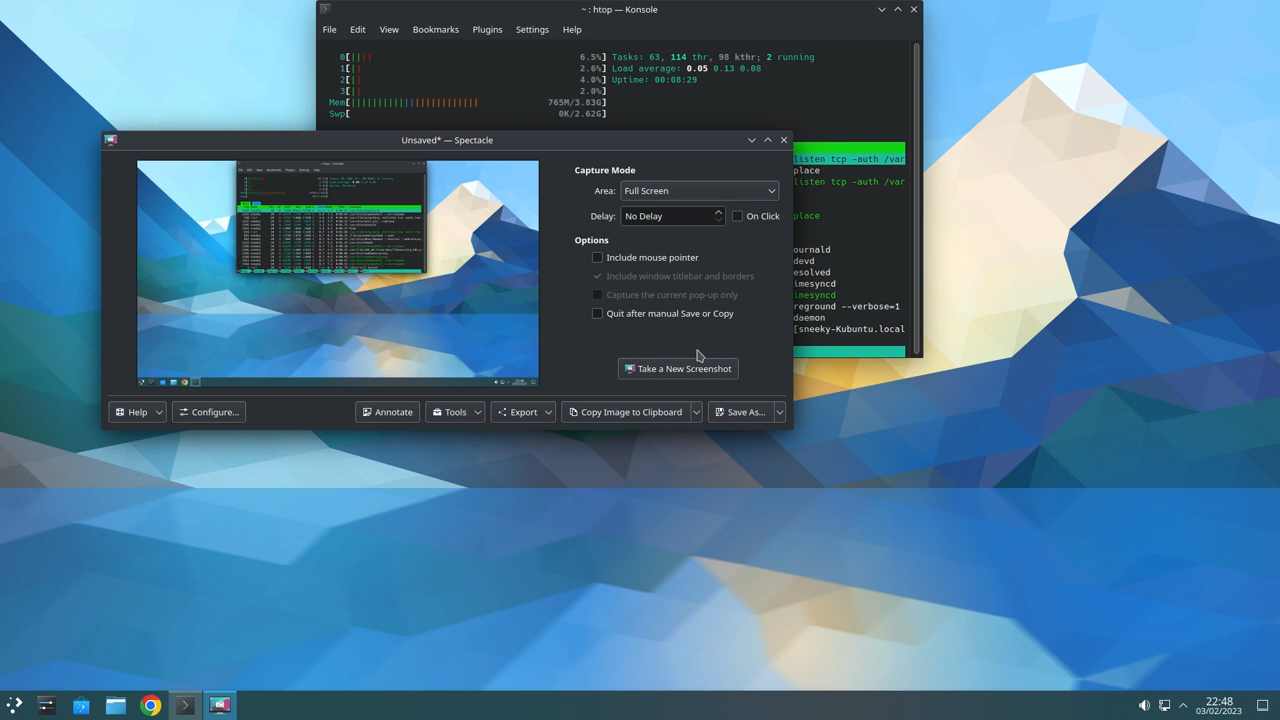 ~ : htop — Konsole
File Edit View Bookmarks Plugins Settings Help
0[|||| 6.5%] Tasks: 63, 114 thr, 98 kthr; 2 running
1[|| 2.6%] Load average: 0.05 0.13 0.08
2[|| 4.0%] Uptime: 00:08:29
3[|| 2.0%]
Mem[||||||||||||||||||||||||| 765M/3.83G]
Swp[ 0K/2.62G]
Unsaved* — Spectacle
listen tcp -auth /var
place
listen tcp -auth /var
place
ournald
devd
esolved
imesyncd
imesyncd
reground --verbose=1
daemon
[sneeky-Kubuntu.local
Capture Mode
Area: Full Screen
Delay: No Delay On Click
Options
Include mouse pointer
Include window titlebar and borders
Capture the current pop-up only
Quit after manual Save or Copy
Take a New Screenshot
Help Configure... Annotate Tools Export Copy Image to Clipboard Save As...
22:48
03/02/2023